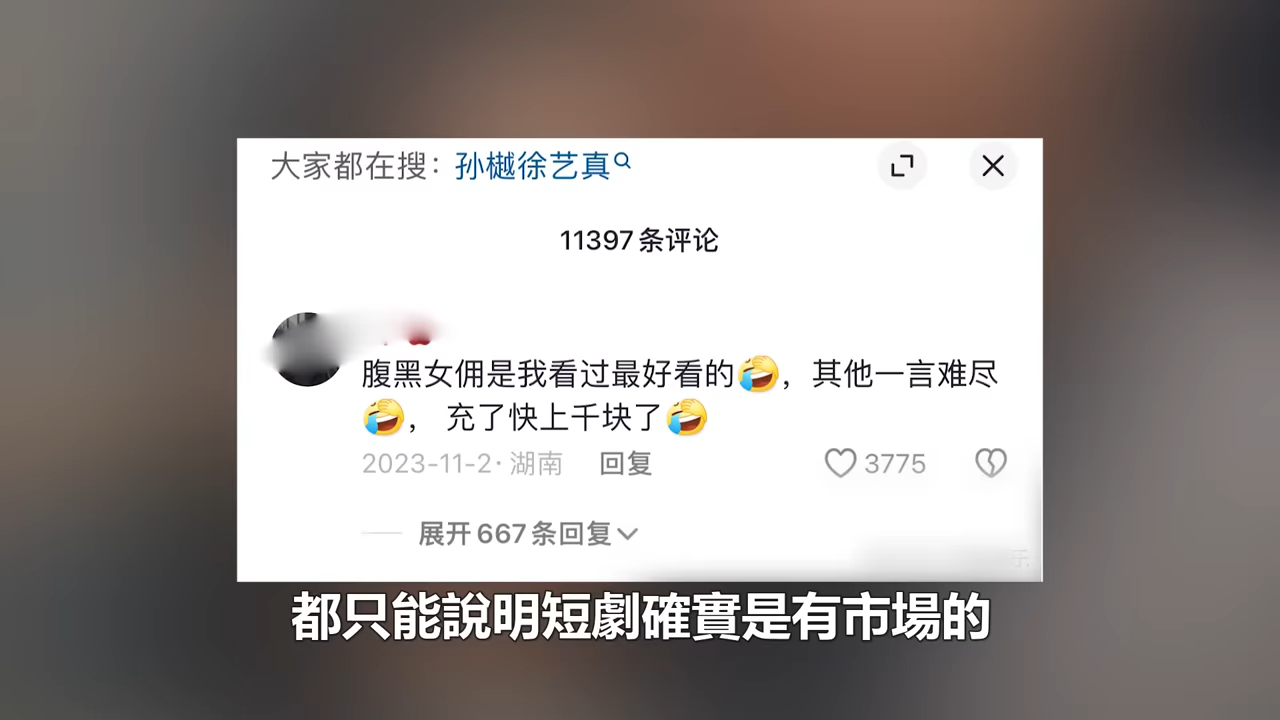 大家都在搜：孙樾徐艺真
11397条评论
腹黑女佣是我看过最好看的🤣，其他一言难尽
🤣， 充了快上千块了🤣
2023-11-2·湖南 回复 3775
展开667条回复
都只能說明短劇確實是有市場的